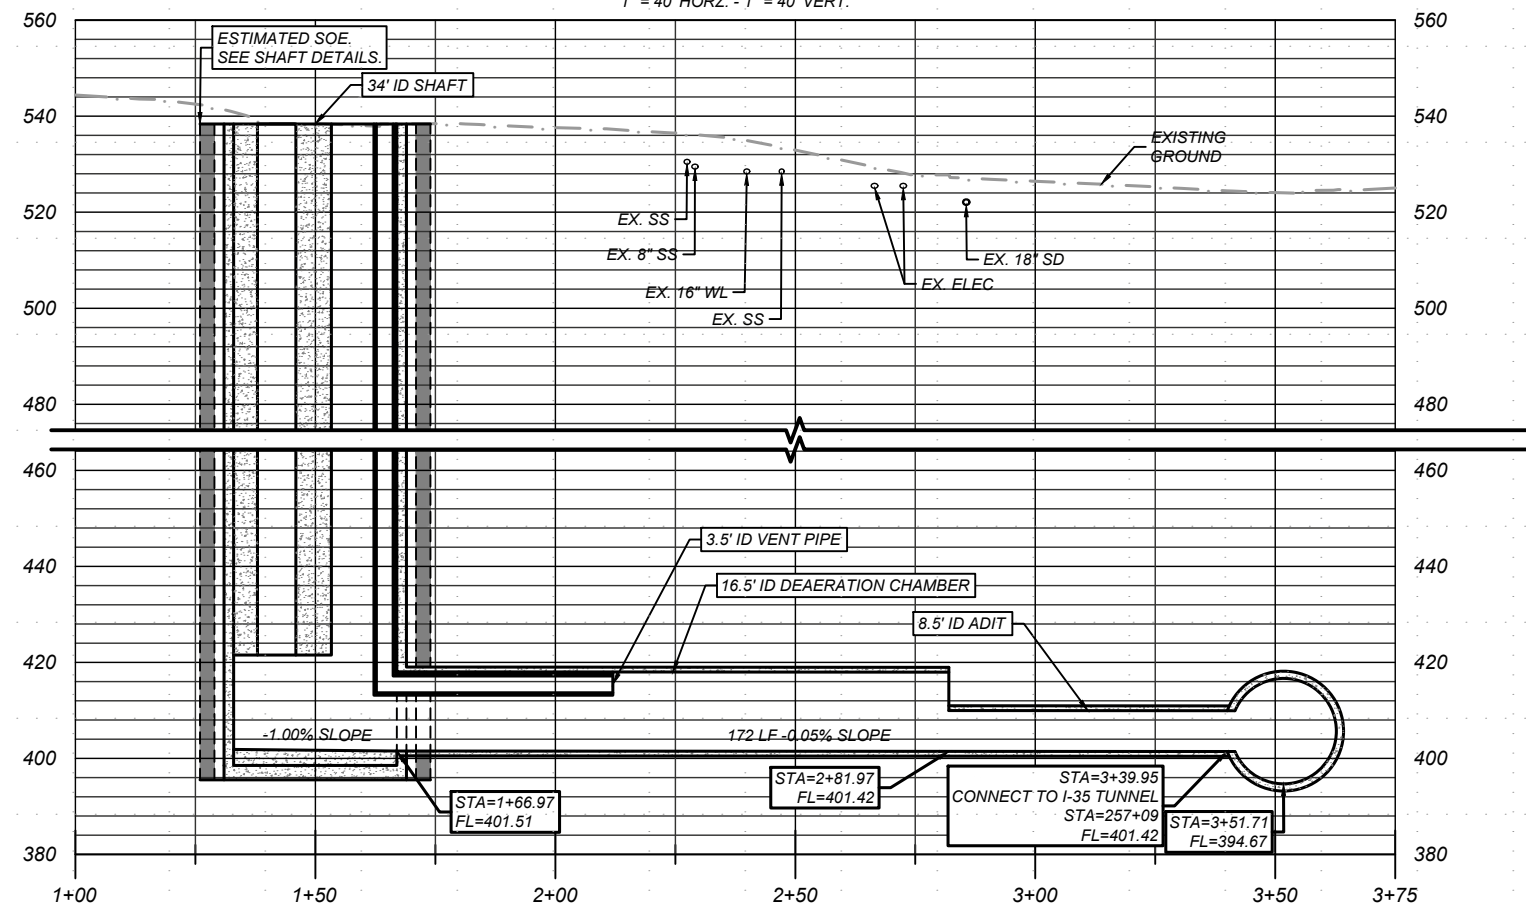 1" = 40' HORZ. - 1" = 40' VERT.
560
560
ESTIMATED SOE.
SEE SHAFT DETAILS.
34' ID SHAFT
540
540
EXISTING
GROUND
520
520
EX. SS
EX. 8" SS
EX. 18" SD
EX. 16" WL
EX. ELEC
500
500
EX. SS
480
480
460
460
3.5' ID VENT PIPE
440
440
16.5' ID DEAERATION CHAMBER
8.5' ID ADIT
420
420
-1.00% SLOPE
172 LF -0.05% SLOPE
400
400
STA=1+66.97
FL=401.51
STA=2+81.97
FL=401.42
STA=3+39.95
CONNECT TO I-35 TUNNEL
STA=257+09
FL=401.42
STA=3+51.71
FL=394.67
380
380
1+00
1+50
2+00
2+50
3+00
3+50
3+75